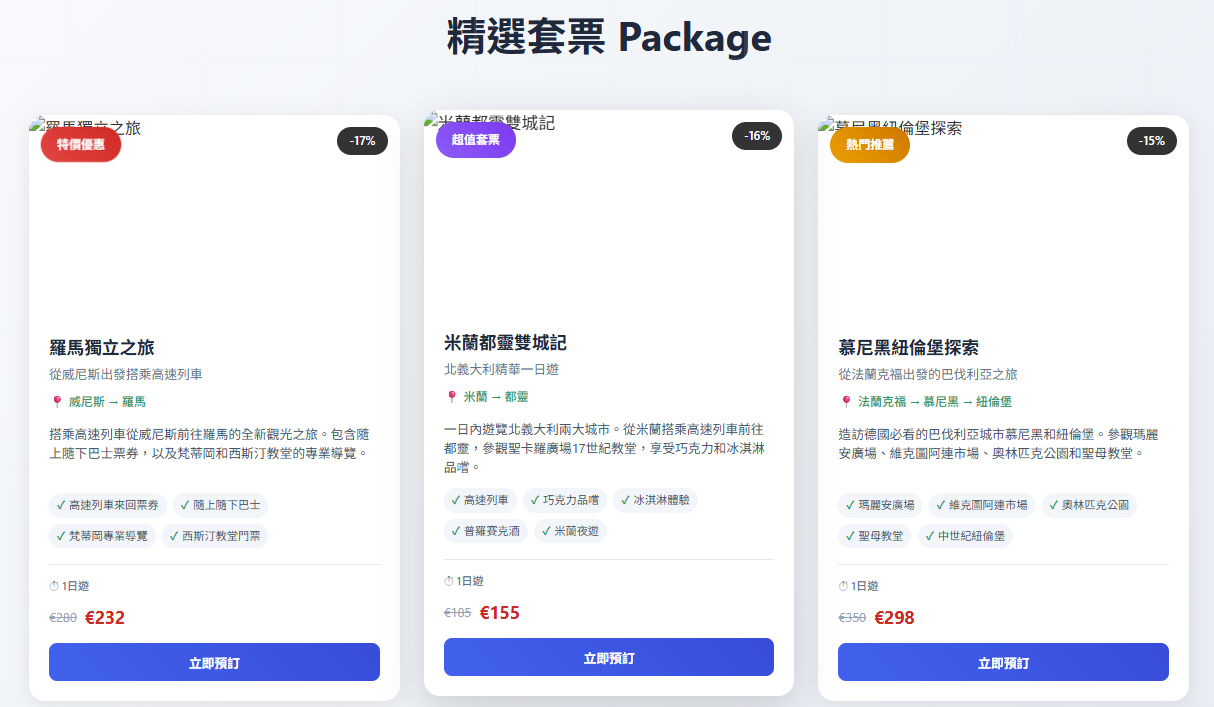 精選套票 Package
羅馬獨立之旅
特價優惠
-17%
羅馬獨立之旅
從威尼斯出發搭乘高速列車
威尼斯 → 羅馬
搭乘高速列車從威尼斯前往羅馬的全新觀光之旅。包含隨
上隨下巴士票券，以及梵蒂岡和西斯汀教堂的專業導覽。
✓ 高速列車來回票券
✓ 隨上隨下巴士
✓ 梵蒂岡專業導覽
✓ 西斯汀教堂門票
1日遊
€280 €232
立即預訂
米蘭都靈雙城記
超值套票
-16%
米蘭都靈雙城記
北義大利精華一日遊
米蘭 → 都靈
一日內遊覽北義大利兩大城市。從米蘭搭乘高速列車前往
都靈，參觀聖卡羅廣場17世紀教堂，享受巧克力和冰淇淋
品嚐。
✓ 高速列車
✓ 巧克力品嚐
✓ 冰淇淋體驗
✓ 普羅賽克酒
✓ 米蘭夜遊
1日遊
€185 €155
立即預訂
慕尼黑紐倫堡探索
熱門推薦
-15%
慕尼黑紐倫堡探索
從法蘭克福出發的巴伐利亞之旅
法蘭克福 → 慕尼黑 → 紐倫堡
造訪德國必看的巴伐利亞城市慕尼黑和紐倫堡。參觀瑪麗
安廣場、維克圖阿連市場、奧林匹克公園和聖母教堂。
✓ 瑪麗安廣場
✓ 維克圖阿連市場
✓ 奧林匹克公園
✓ 聖母教堂
✓ 中世紀紐倫堡
1日遊
€350 €298
立即預訂